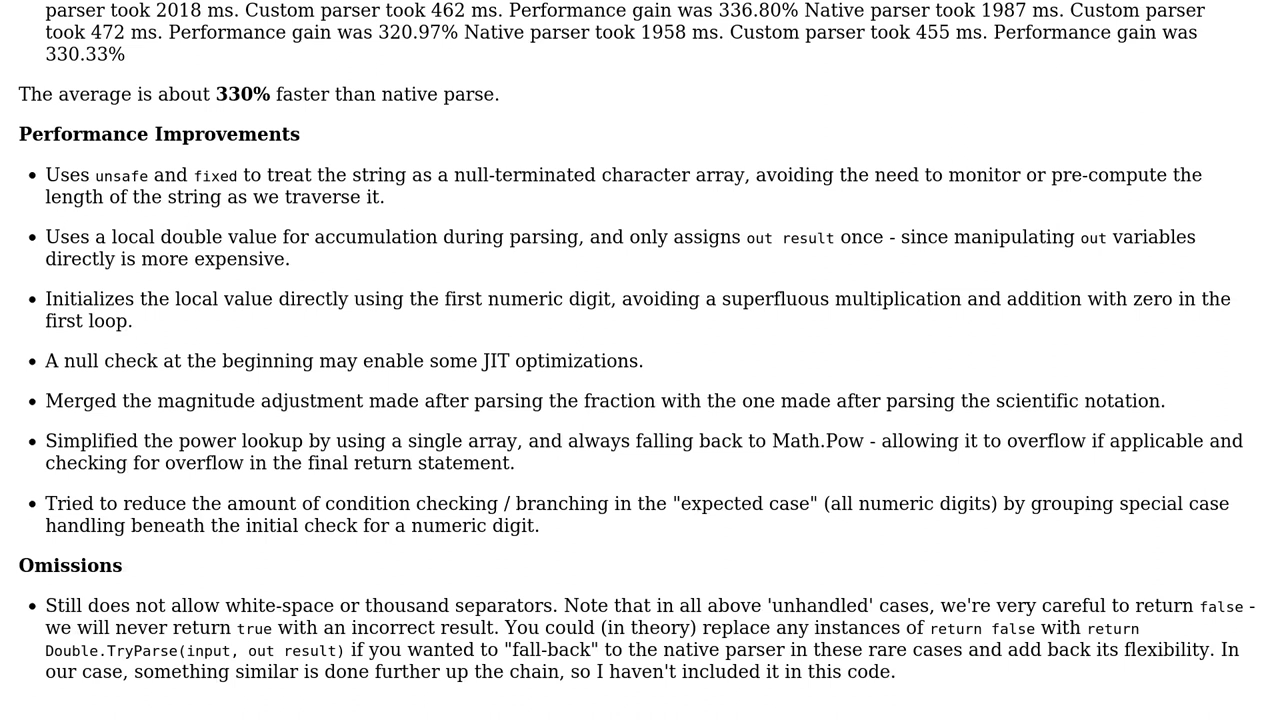 parser took 2018 ms. Custom parser took 462 ms. Performance gain was 336.80% Native parser took 1987 ms. Custom parser
took 472 ms. Performance gain was 320.97% Native parser took 1958 ms. Custom parser took 455 ms. Performance gain was
330.33%
The average is about 330% faster than native parse.
Performance Improvements
• Uses unsafe and fixed to treat the string as a null-terminated character array, avoiding the need to monitor or pre-compute the
length of the string as we traverse it.
• Uses a local double value for accumulation during parsing, and only assigns out result once - since manipulating out variables
directly is more expensive.
• Initializes the local value directly using the first numeric digit, avoiding a superfluous multiplication and addition with zero in the
first loop.
• A null check at the beginning may enable some JIT optimizations.
• Merged the magnitude adjustment made after parsing the fraction with the one made after parsing the scientific notation.
• Simplified the power lookup by using a single array, and always falling back to Math.Pow - allowing it to overflow if applicable and
checking for overflow in the final return statement.
• Tried to reduce the amount of condition checking / branching in the "expected case" (all numeric digits) by grouping special case
handling beneath the initial check for a numeric digit.
Omissions
• Still does not allow white-space or thousand separators. Note that in all above 'unhandled' cases, we're very careful to return false -
we will never return true with an incorrect result. You could (in theory) replace any instances of return false with return
Double.TryParse(input, out result) if you wanted to "fall-back" to the native parser in these rare cases and add back its flexibility. In
our case, something similar is done further up the chain, so I haven't included it in this code.